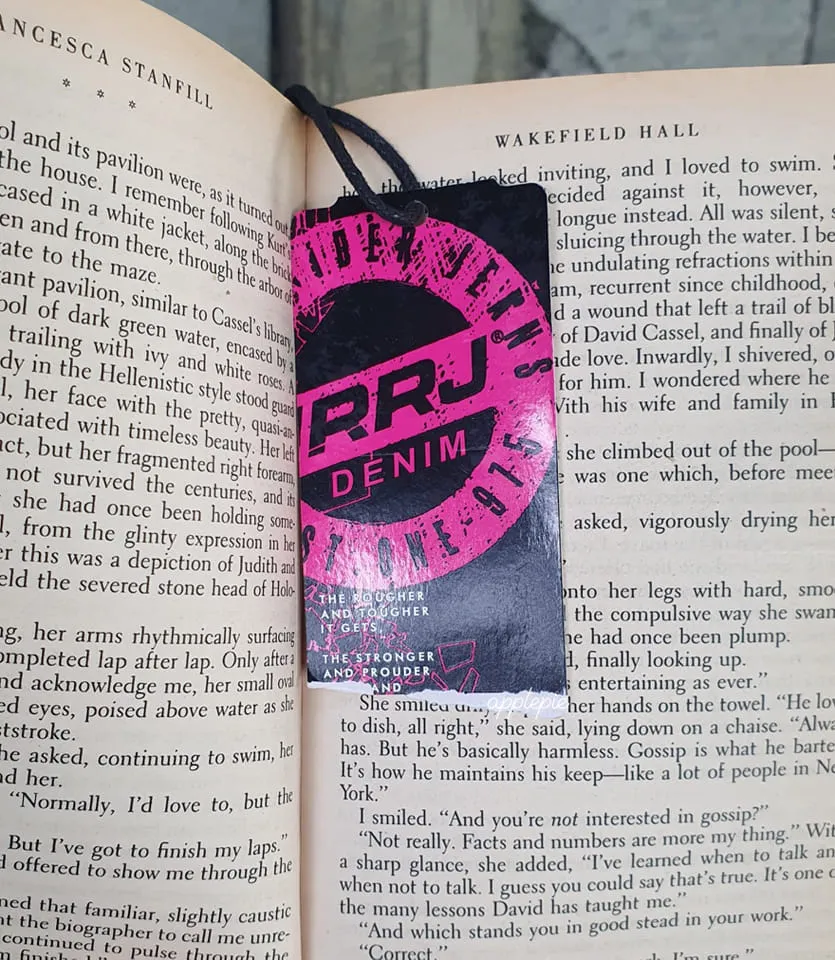 ANCESCA STANFILL
* * *
ol and its pavilion were, as it turned out
the house. I remember following Kurt's
cased in a white jacket, along the brick
en and from there, through the arbor of
ate to the maze.
ant pavilion, similar to Cassel's library,
ool of dark green water, encased by a
trailing with ivy and white roses. A
dy in the Hellenistic style stood guard
l, her face with the pretty, quasi-an-
ociated with timeless beauty. Her left
act, but her fragmented right forearm,
not survived the centuries, and its
she had once been holding some-
l, from the glinty expression in her
er this was a depiction of Judith and
eld the severed stone head of Holo-
ng, her arms rhythmically surfacing
ompleted lap after lap. Only after a
nd acknowledge me, her small oval
ed eyes, poised above water as she
ststroke.
he asked, continuing to swim, her
nd her.
"Normally, I'd love to, but the
But I've got to finish my laps."
d offered to show me through the
ned that familiar, slightly caustic
nt the biographer to call me unre-
continued to pulse through the
WAKEFIELD HALL
the water looked inviting, and I loved to swim.
ecided against it, however,
longue instead. All was silent,
sluicing through the water. I be
e undulating refractions within
am, recurrent since childhood,
d a wound that left a trail of bl
of David Cassel, and finally of
de love. Inwardly, I shivered, o
for him. I wondered where he
With his wife and family in
she climbed out of the pool—
was one which, before mee
asked, vigorously drying her
onto her legs with hard, smo
the compulsive way she swam
he had once been plump.
d, finally looking up.
s entertaining as ever."
She smiled her hands on the towel. "He lov
to dish, all right," she said, lying down on a chaise. "Alwa
has. But he's basically harmless. Gossip is what he barte
It's how he maintains his keep—like a lot of people in Ne
York."
I smiled. "And you're not interested in gossip?"
"Not really. Facts and numbers are more my thing." Wit
a sharp glance, she added, "I've learned when to talk an
when not to talk. I guess you could say that's true. It's one o
the many lessons David has taught me."
"And which stands you in good stead in your work."
"Correct."
I'm sure."
IDER JEANS
RRJ®
DENIM
ST. ONE-975
THE ROUGHER
AND TOUGHER
IT GETS,
THE STRONGER
AND PROUDER
AND
applepie